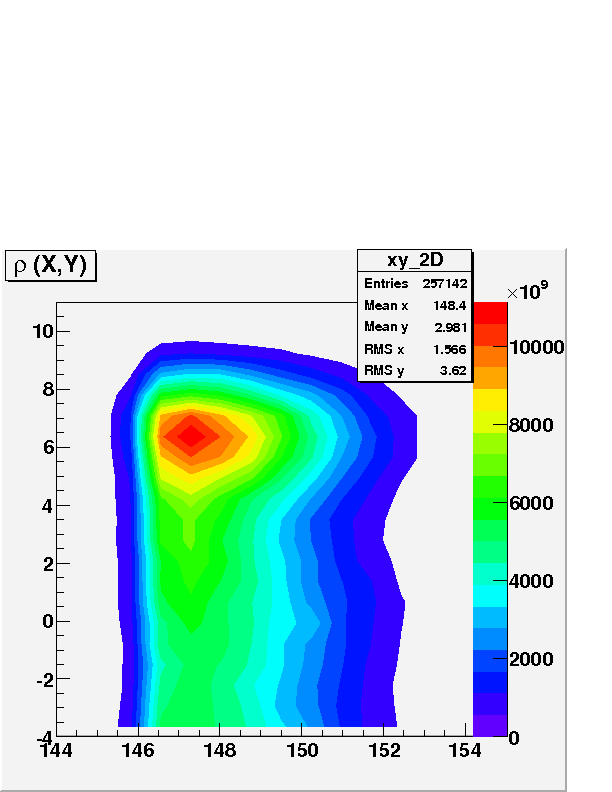 ρ (X,Y)
xy_2D
Entries 257142
Mean x 148.4
Mean y 2.981
RMS x 1.566
RMS y 3.62
×10⁹
10
8
6
4
2
0
-2
-4
144 146 148 150 152 154
10000
8000
6000
4000
2000
0